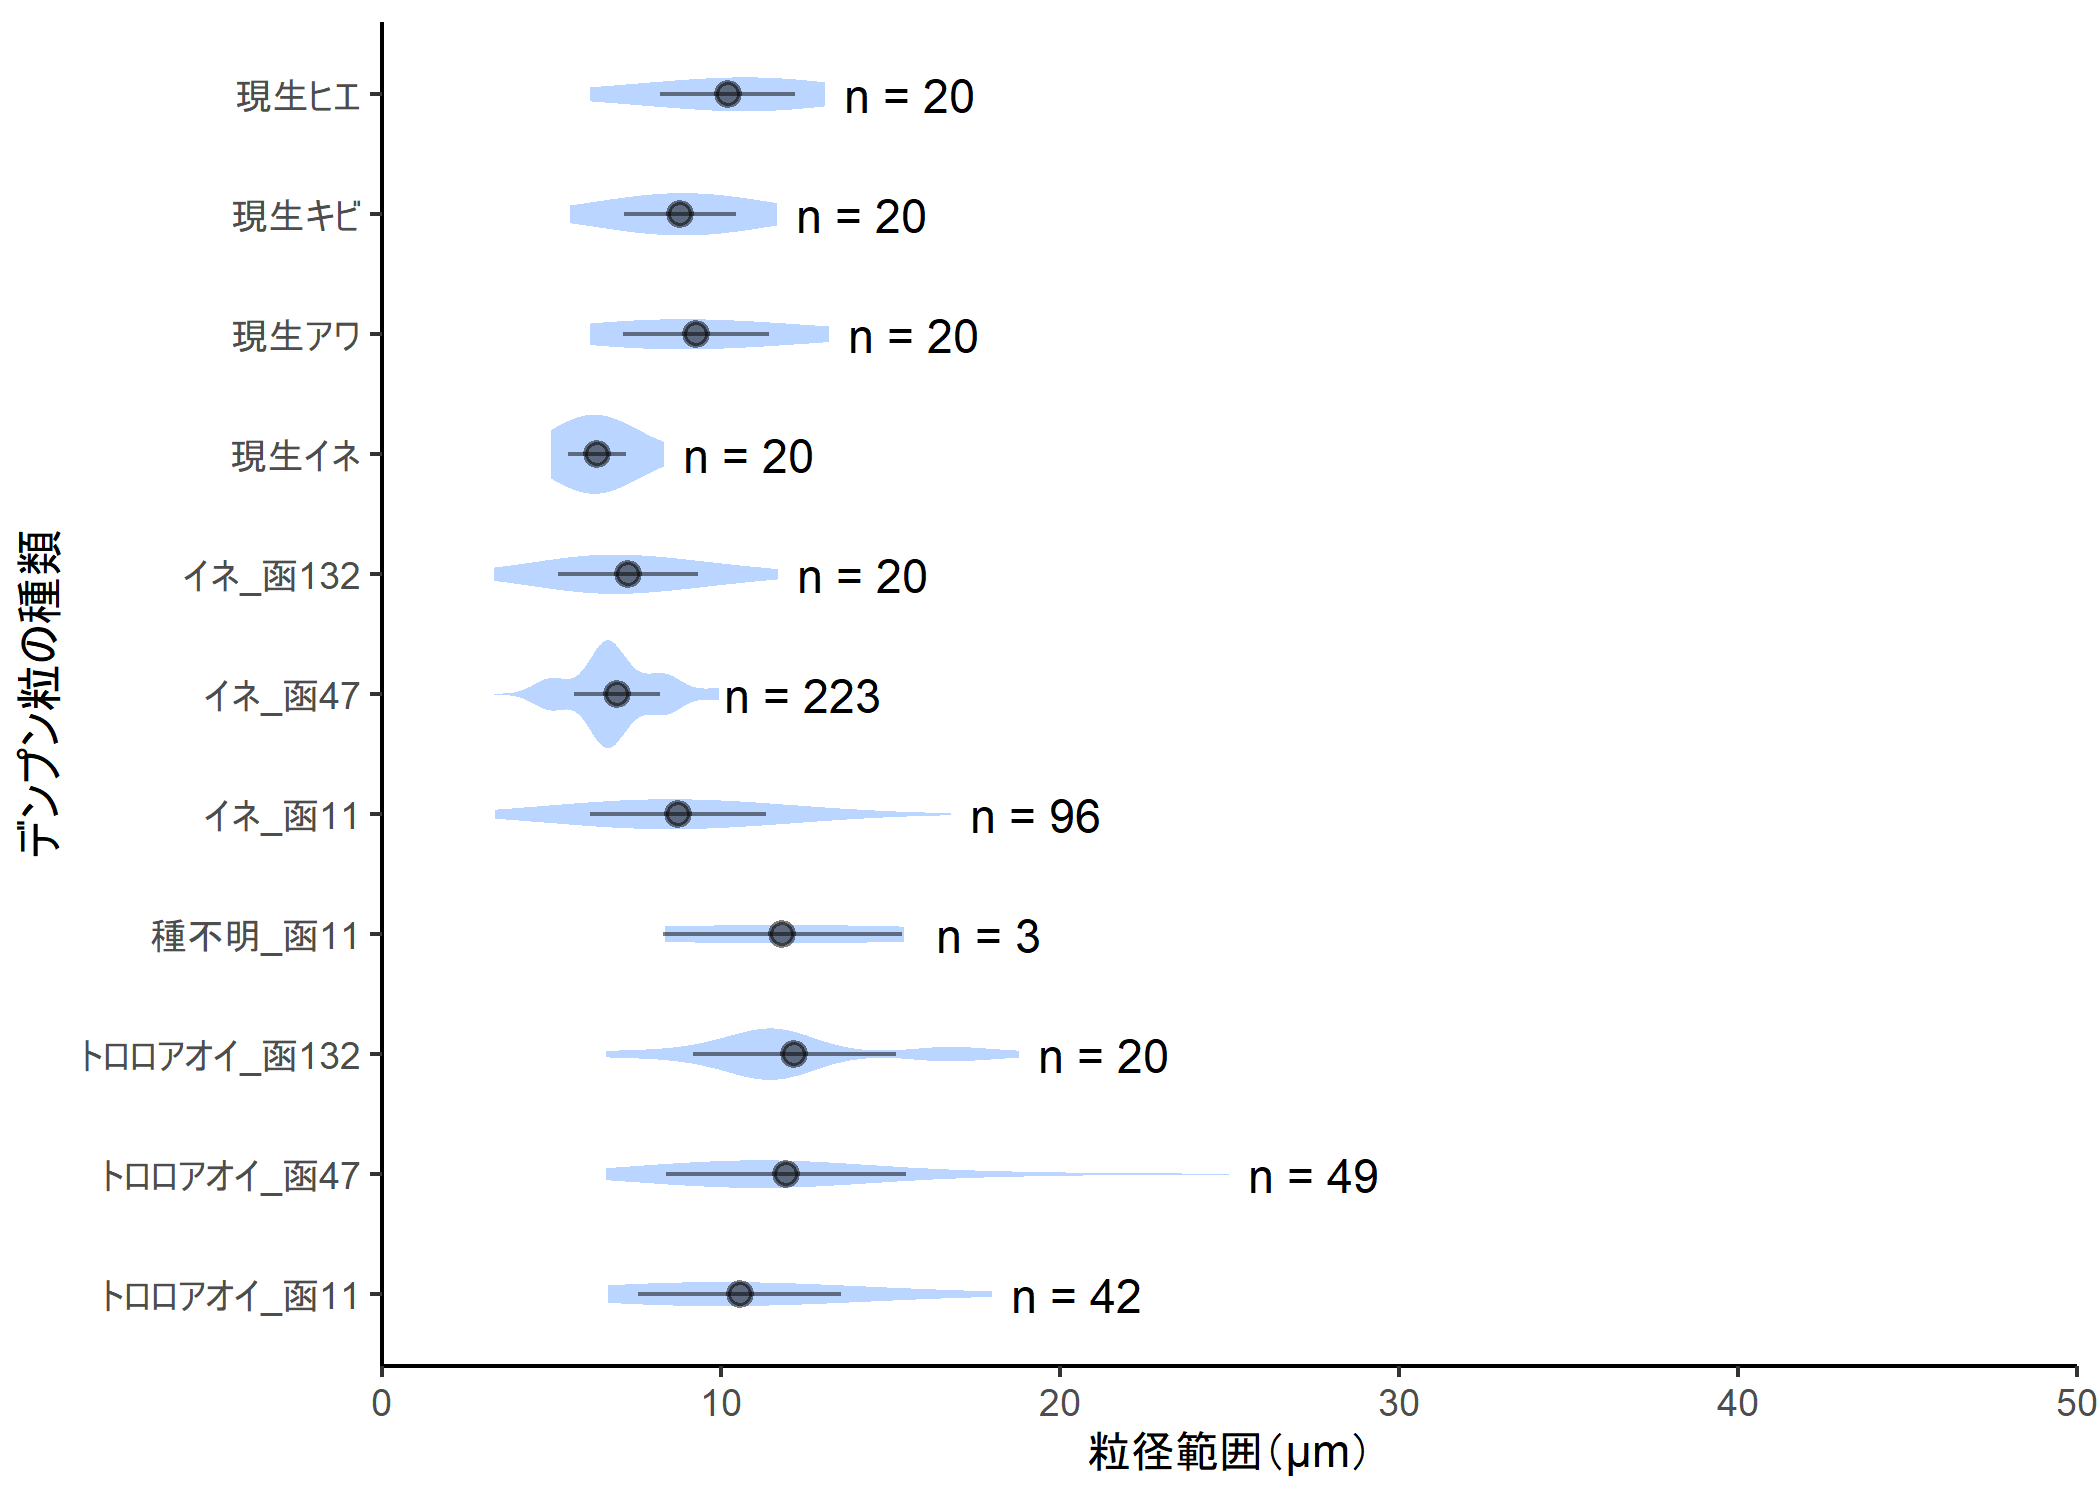 現生ヒエ
n = 20
現生キビ
n = 20
現生アワ
n = 20
現生イネ
n = 20
イネ_函132
n = 20
イネ_函47
n = 223
イネ_函11
n = 96
種不明_函11
n = 3
トロロアオイ_函132
n = 20
トロロアオイ_函47
n = 49
トロロアオイ_函11
n = 42
デンプン粒の種類
0
10
20
30
40
50
粒径範囲（μm）